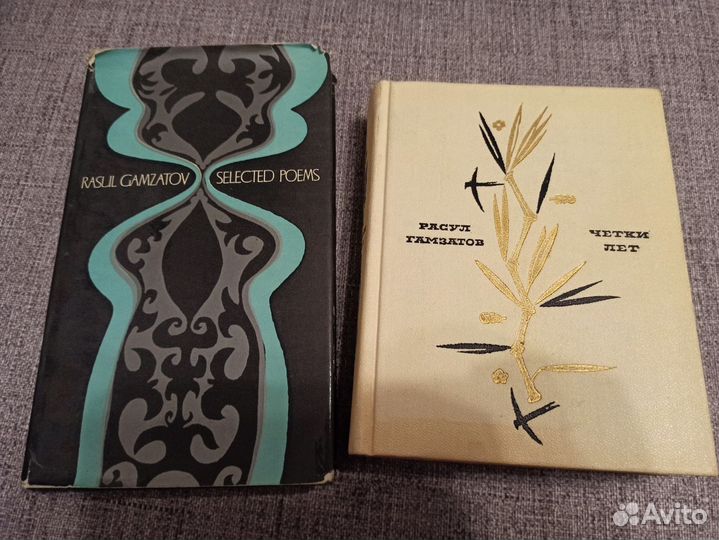 RASUL GAMZATOV SELECTED POEMS
РАСУЛ
ГАМЗАТОВ
ЧЕТКИ
ЛЕТ
Avito